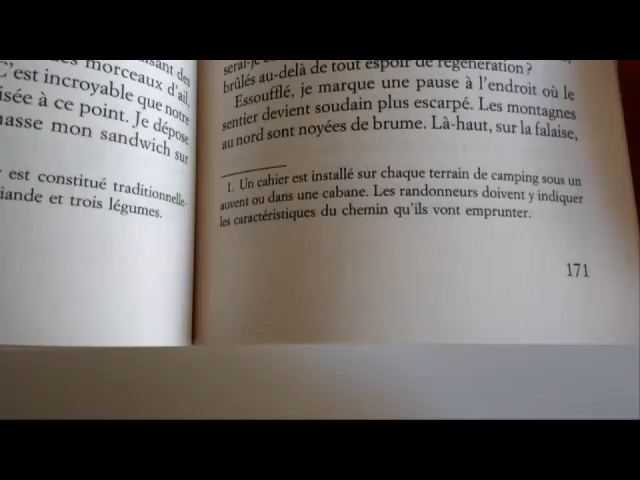 morceaux d'ail.
C'est incroyable que notre
à ce point. Je dépose
mon sandwich sur
est constitué traditionnelle-
et trois légumes.
brûlés au-delà de tout espoir de régénération ?
Essoufflé, je marque une pause à l'endroit où le
sentier devient soudain plus escarpé. Les montagnes
au nord sont noyées de brume. Là-haut, sur la falaise,
1. Un cahier est installé sur chaque terrain de camping sous un
auvent ou dans une cabane. Les randonneurs doivent y indiquer
les caractéristiques du chemin qu'ils vont emprunter.
171